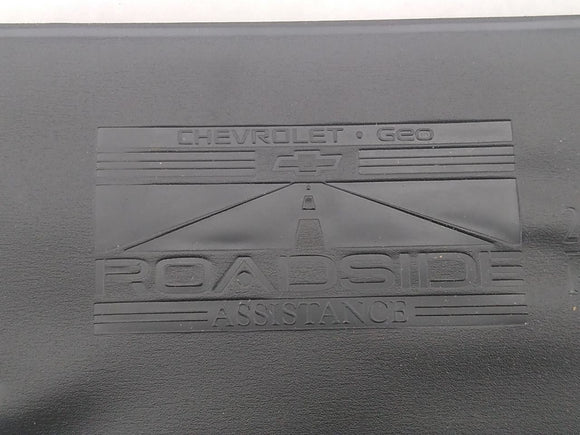 CHEVROLET • Geo
ROADSIDE
ASSISTANCE